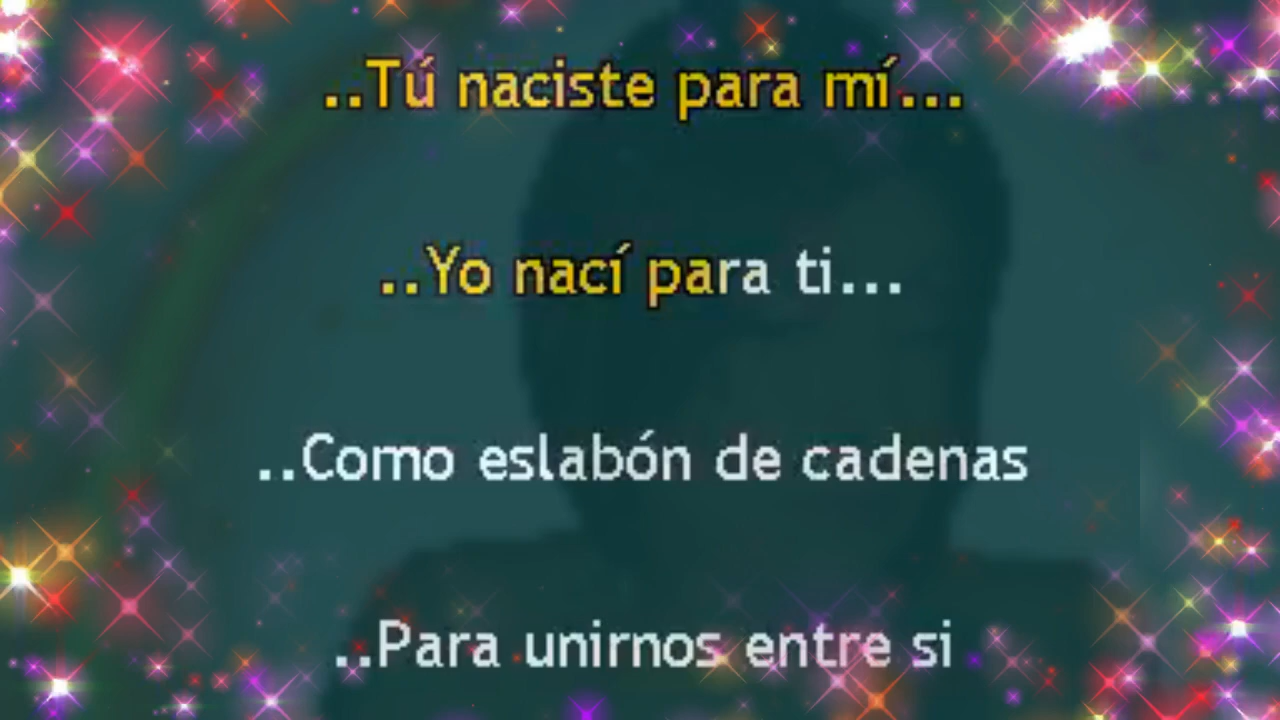 ..Tú naciste para mí...
..Yo nací para ti...
..Como eslabón de cadenas
..Para unirnos entre si